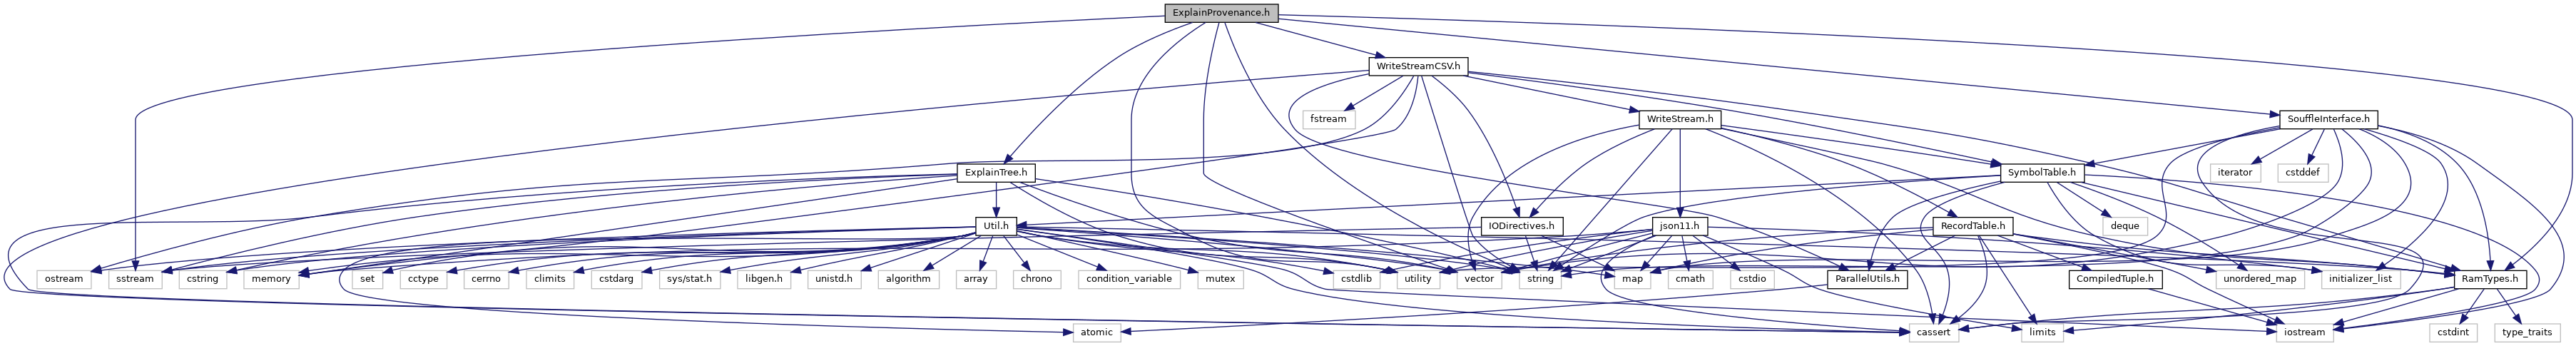 ExplainProvenance.h
WriteStreamCSV.h
fstream
WriteStream.h
SouffleInterface.h
ExplainTree.h
SymbolTable.h
iterator
cstddef
Util.h
IODirectives.h
json11.h
RecordTable.h
deque
ostream
sstream
cstring
memory
set
cctype
cerrno
climits
cstdarg
sys/stat.h
libgen.h
unistd.h
algorithm
array
chrono
condition_variable
mutex
cstdlib
utility
vector
string
map
cmath
cstdio
ParallelUtils.h
CompiledTuple.h
unordered_map
initializer_list
RamTypes.h
atomic
cassert
limits
iostream
cstdint
type_traits